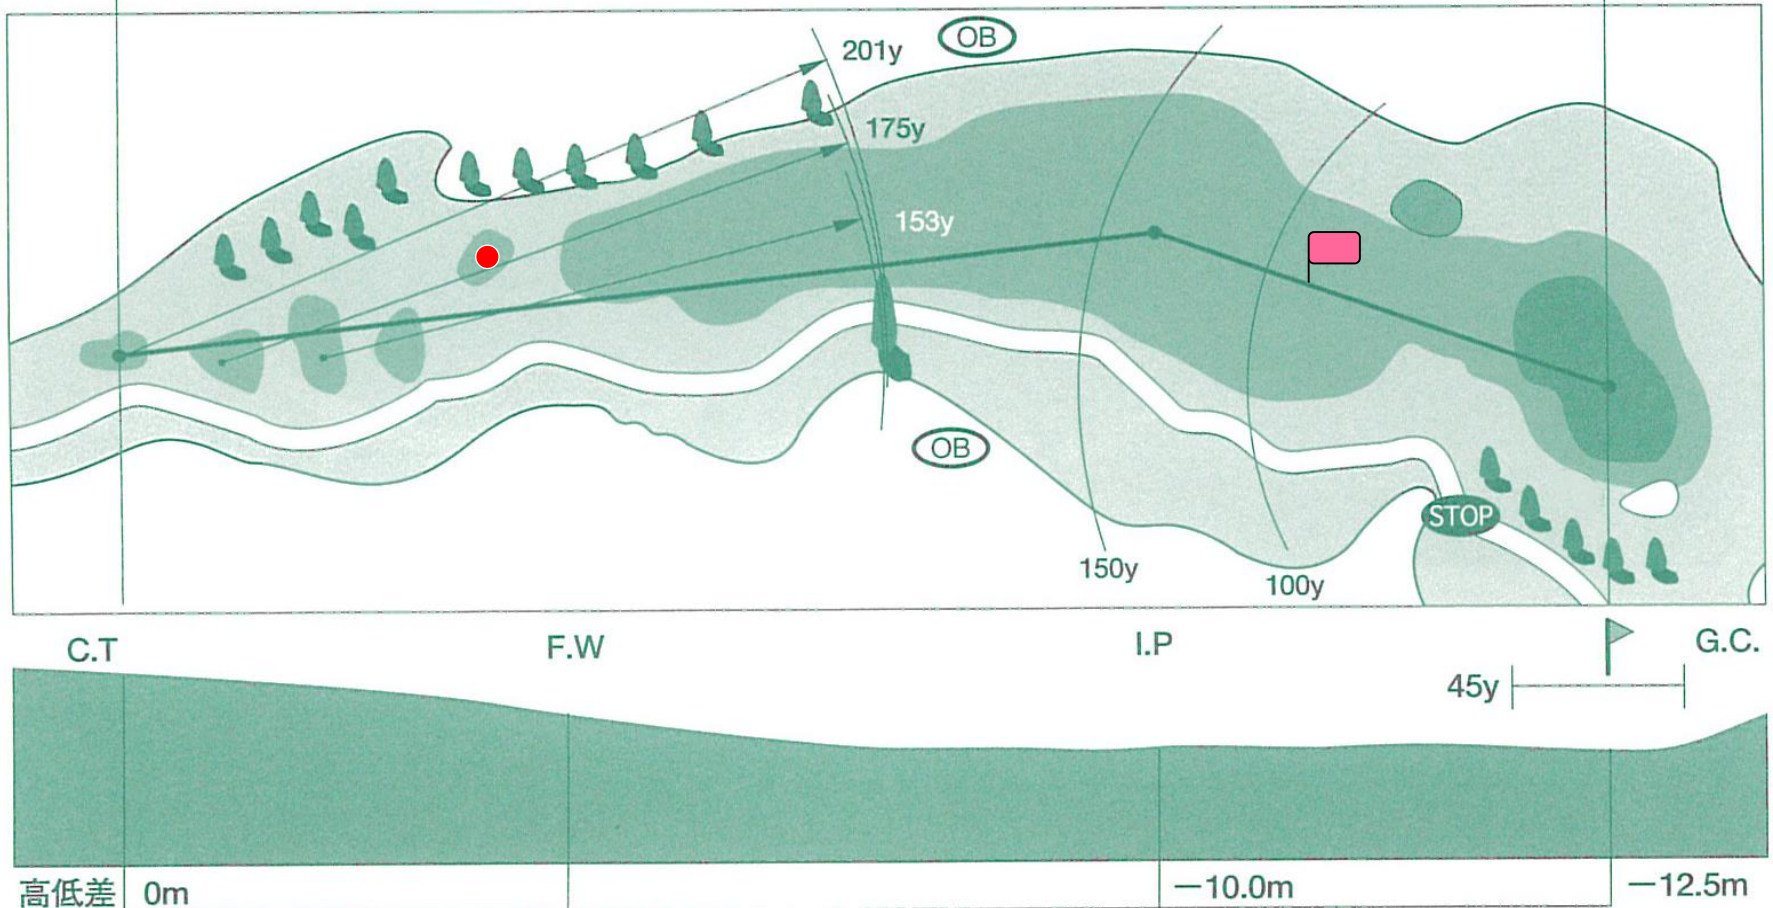 201y
OB
175y
153y
OB
STOP
150y
100y
C.T
F.W
I.P
G.C.
45y
高低差
0m
−10.0m
−12.5m